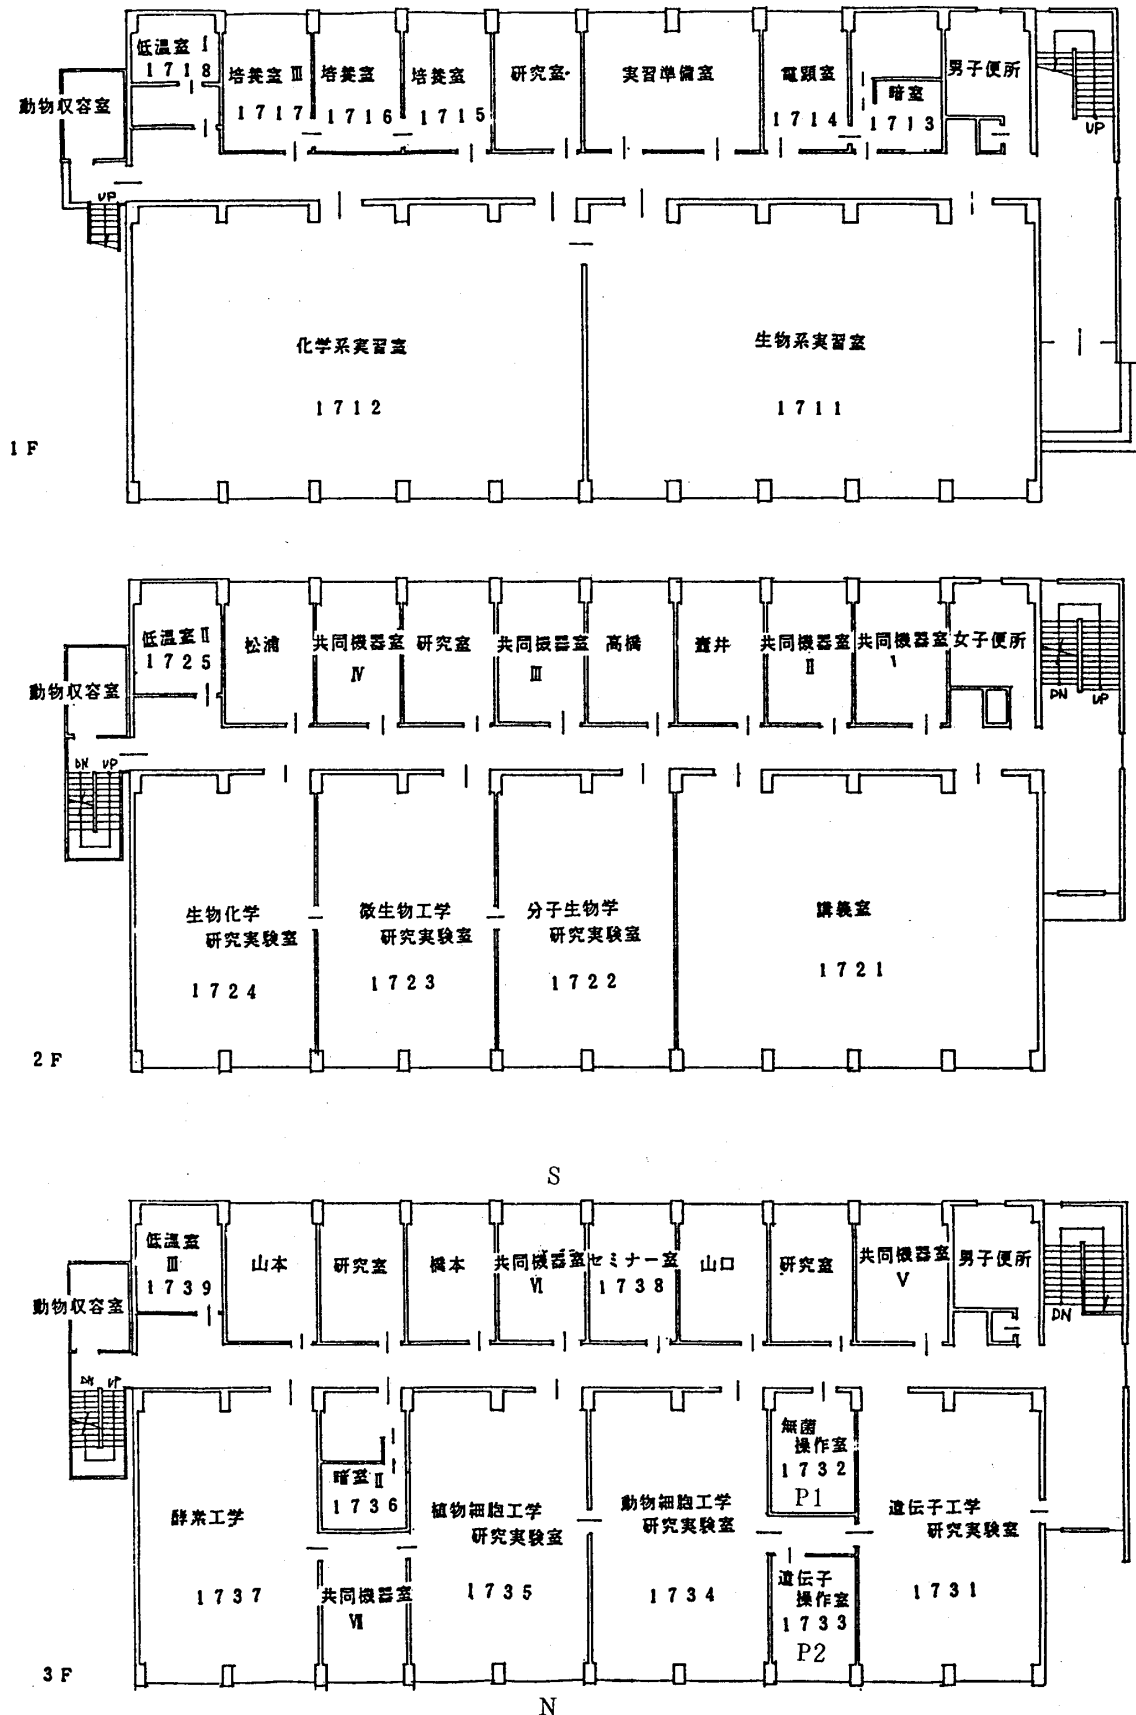 低温室 I
1718
動物収容室
培養室 III
1717
培養室
1716
培養室
1715
研究室
実習準備室
電顕室
1714
暗室
1713
男子便所
UP
UP
化学系実習室
1712
生物系実習室
1711
1F
低温室 II
1725
動物収容室
松浦
共同機器室
IV
研究室
共同機器室
III
高橋
壺井
共同機器室
II
共同機器室
I
女子便所
DN UP
DN UP
生物化学
研究実験室
1724
微生物工学
研究実験室
1723
分子生物学
研究実験室
1722
講義室
1721
2F
S
低温室
III
1739
動物収容室
山本
研究室
橋本
共同機器室
VI
セミナー室
1738
山口
研究室
共同機器室
V
男子便所
DN
DN UP
酵素工学
1737
暗室 II
1736
共同機器室
VII
植物細胞工学
研究実験室
1735
動物細胞工学
研究実験室
1734
無菌
操作室
1732
P1
遺伝子
操作室
1733
P2
遺伝子工学
研究実験室
1731
3F
N